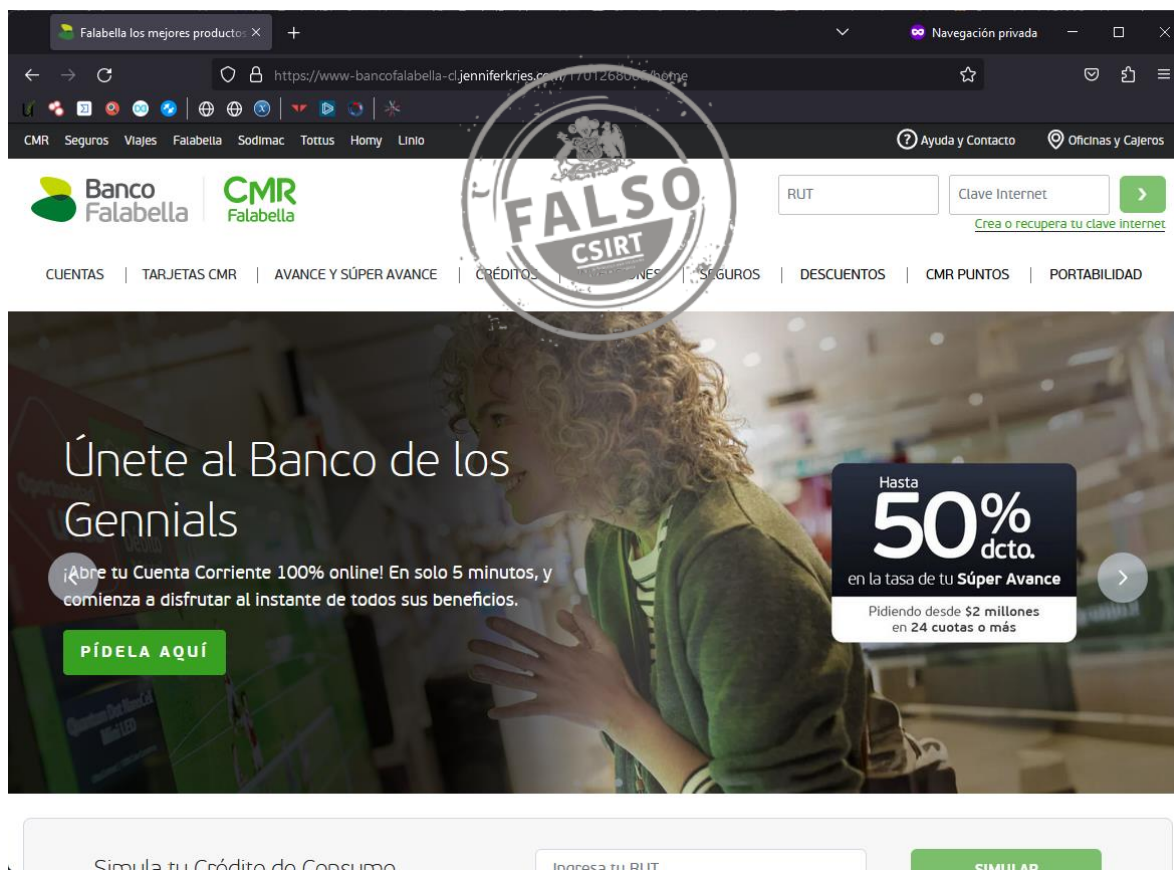 Falabella los mejores productos
Navegación privada
https://www-bancofalabella-cl.jenniferkrjes.com/1701268006/home
CMR Seguros Viajes Falabella Sodimac Tottus Homy Linio
Ayuda y Contacto
Oficinas y Cajeros
Banco Falabella
CMR Falabella
RUT
Clave Internet
Crea o recupera tu clave internet
FALSO
CSIRT
CUENTAS | TARJETAS CMR | AVANCE Y SÚPER AVANCE | CRÉDITOS | INVERSIONES | SEGUROS | DESCUENTOS | CMR PUNTOS | PORTABILIDAD
Únete al Banco de los
Gennials
¡Abre tu Cuenta Corriente 100% online! En solo 5 minutos, y
comienza a disfrutar al instante de todos sus beneficios.
PÍDELA AQUÍ
Hasta
50%
dcto.
en la tasa de tu Súper Avance
Pidiendo desde $2 millones
en 24 cuotas o más
Simula tu Crédito de Consumo
Ingresa tu RUT
SIMULAR